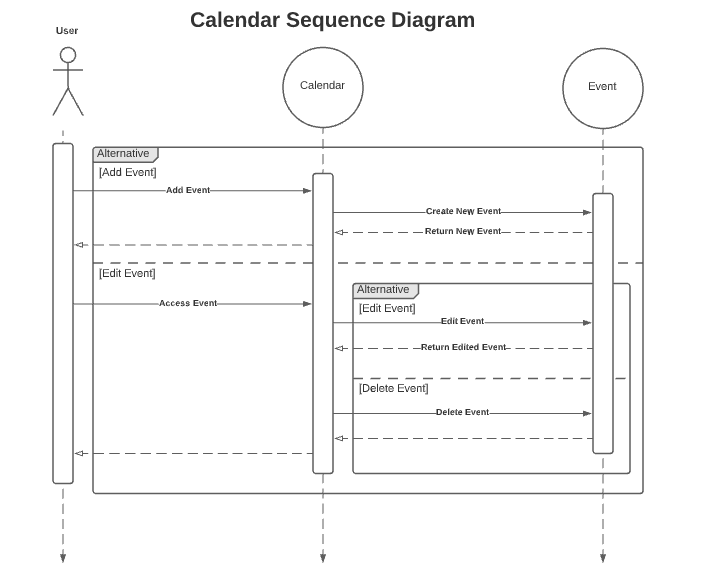 Calendar Sequence Diagram
User
Calendar
Event
Alternative
[Add Event]
Add Event
Create New Event
Return New Event
[Edit Event]
Alternative
Access Event
[Edit Event]
Edit Event
Return Edited Event
[Delete Event]
Delete Event